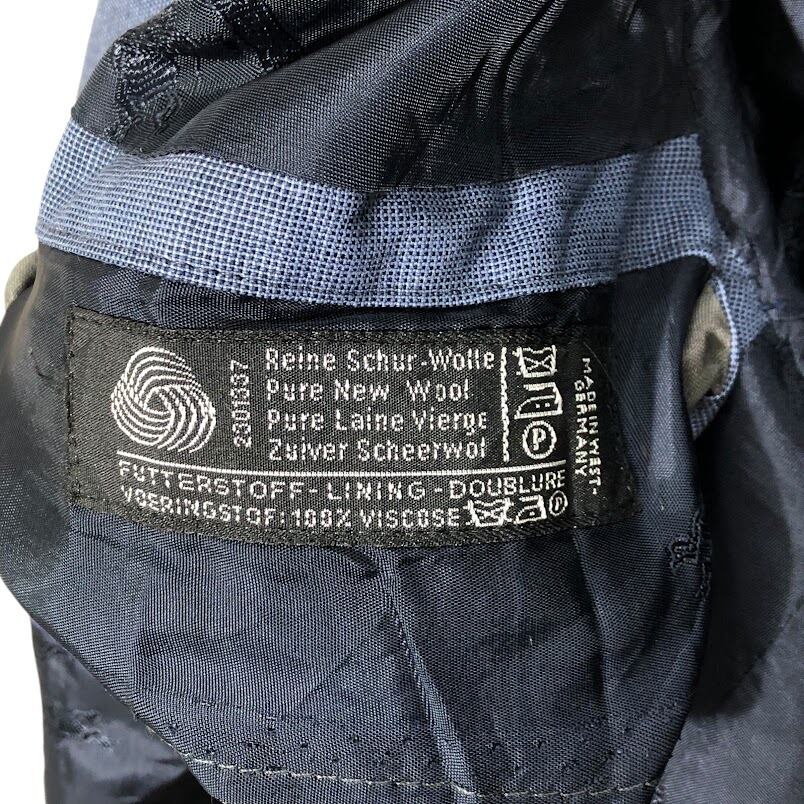 2801337
Reine Schur-Wolle
Pure New Wool
Pure Laine Vierge
Zuiver Scheerwol
P
MADE IN WEST-
GERMANY
FUTTERSTOFF-LINING-DOUBLURE
VOERINGSTOF: 100% VISCOSE
P